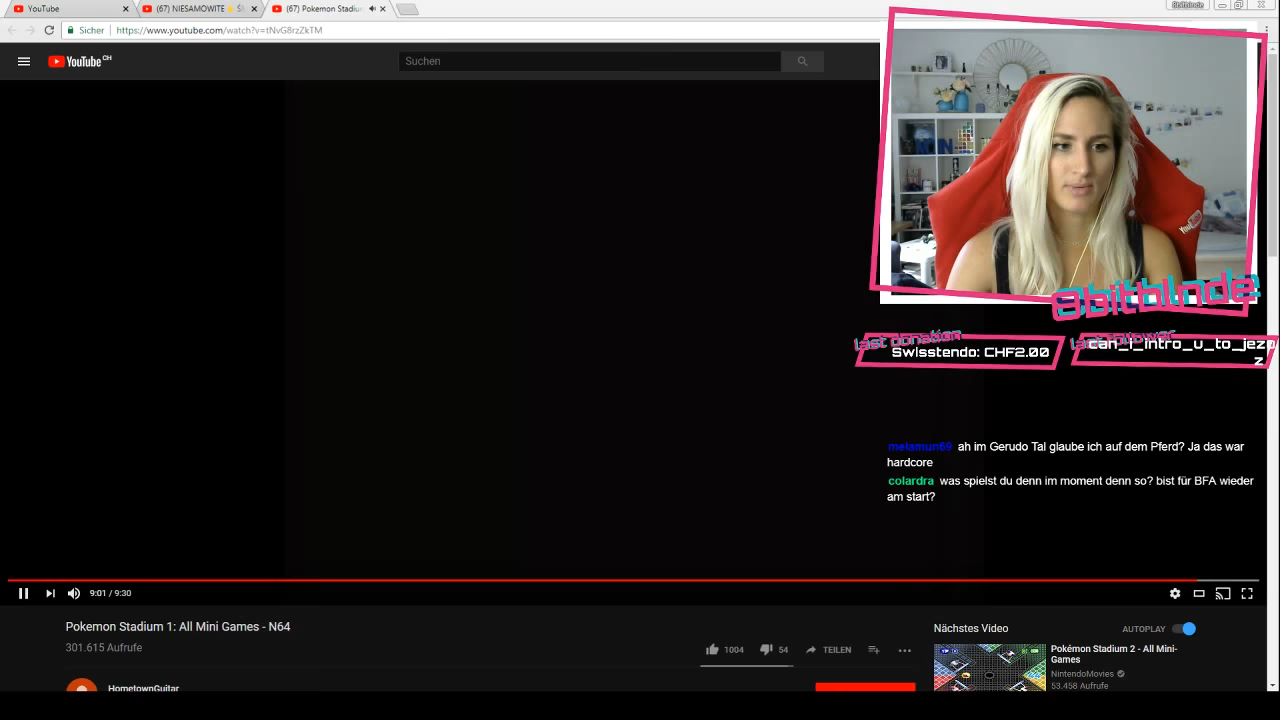 YouTube
(67) NIESAMOWITE
(67) Pokemon Stadiu
8bitblnde
Sicher
https://www.youtube.com/watch?v=tNvG8rzZkTM
YouTube CH
Suchen
8bitblnde
last donation
Swisstendo: CHF2.00
last follower
can_i_intro_u_to_jezo
z
melamun69 ah im Gerudo Tal glaube ich auf dem Pferd? Ja das war
hardcore
colardra was spielst du denn im moment denn so? bist für BFA wieder
am start?
9:01 / 9:30
Pokemon Stadium 1: All Mini Games - N64
301.615 Aufrufe
1004
54
TEILEN
Nächstes Video
AUTOPLAY
Pokémon Stadium 2 - All Mini-
Games
NintendoMovies
53.458 Aufrufe
HometownGuitar